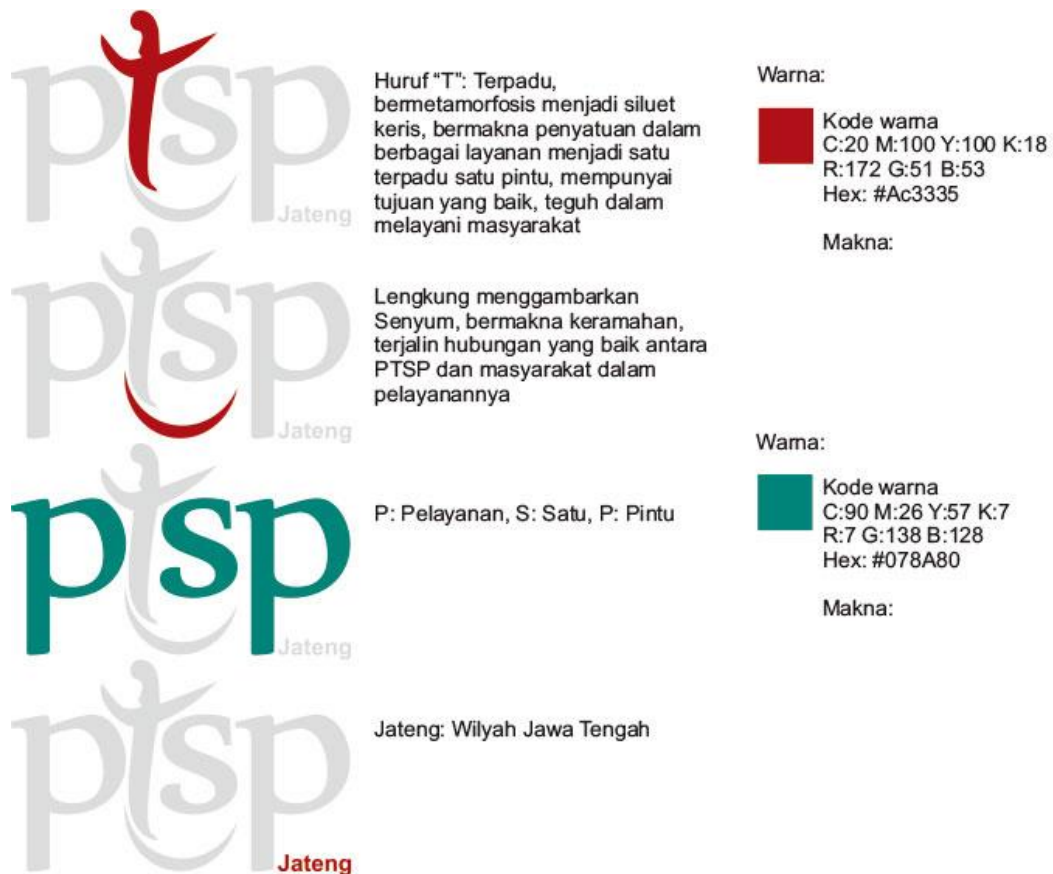 ptsp
Jateng
Huruf “T”: Terpadu,
bermetamorfosis menjadi siluet
keris, bermakna penyatuan dalam
berbagai layanan menjadi satu
terpadu satu pintu, mempunyai
tujuan yang baik, teguh dalam
melayani masyarakat
Warna:
Kode warna
C:20 M:100 Y:100 K:18
R:172 G:51 B:53
Hex: #Ac3335
Makna:
ptsp
Jateng
Lengkung menggambarkan
Senyum, bermakna keramahan,
terjalin hubungan yang baik antara
PTSP dan masyarakat dalam
pelayanannya
ptsp
Jateng
P: Pelayanan, S: Satu, P: Pintu
Warna:
Kode warna
C:90 M:26 Y:57 K:7
R:7 G:138 B:128
Hex: #078A80
Makna:
ptsp
Jateng
Jateng: Wilyah Jawa Tengah